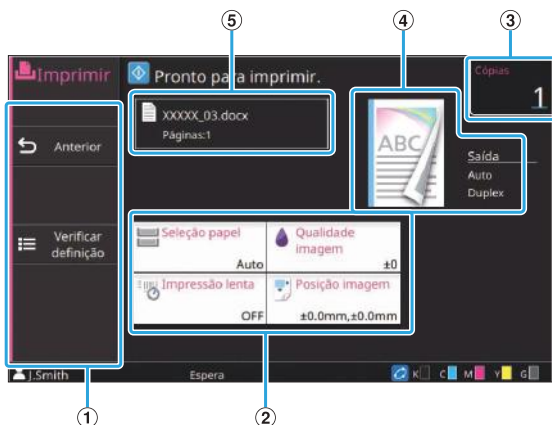 ⑤
④
③
Imprimir
Pronto para imprimir.
Cópias
1
XXXXX_03.docx
Páginas:1
ABC
Saída
Auto
Duplex
Anterior
Verificar
definição
Seleção papel
Auto
Qualidade
imagem
±0
Impressão lenta
OFF
Posição imagem
±0.0mm,±0.0mm
J.Smith
Espera
K
C
M
Y
G
①
②